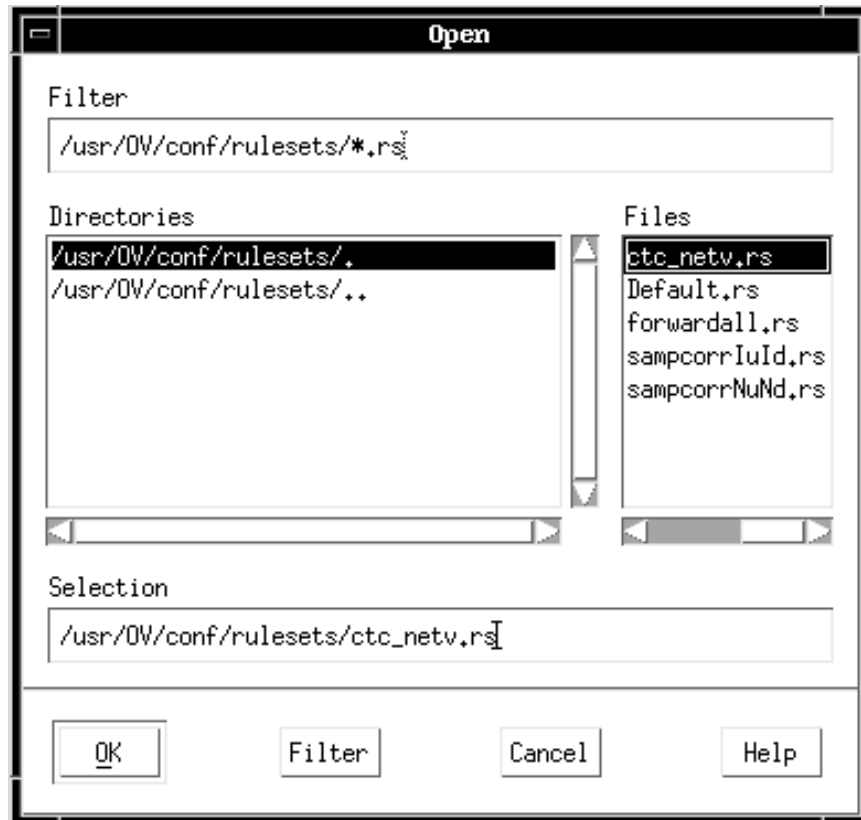 Open
Filter
/usr/OV/conf/rulesets/*.rs
Directories
/usr/OV/conf/rulesets/.
/usr/OV/conf/rulesets/..
Files
ctc_netv.rs
Default.rs
forwardall.rs
sampcorrIuId.rs
sampcorrNuNd.rs
Selection
/usr/OV/conf/rulesets/ctc_netv.rs
OK
Filter
Cancel
Help